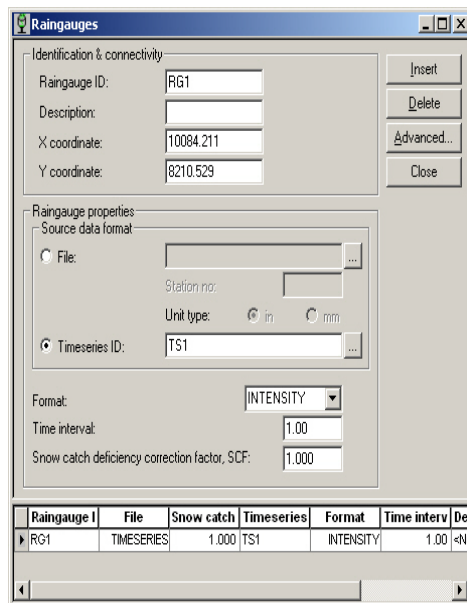 Raingauges
Identification & connectivity
Raingauge ID: RG1
Description:
X coordinate: 10084.211
Y coordinate: 8210.529
Insert
Delete
Advanced...
Close
Raingauge properties
Source data format
File: ...
Station no:
Unit type: in mm
Timeseries ID: TS1 ...
Format: INTENSITY
Time interval: 1.00
Snow catch deficiency correction factor, SCF: 1.000
Raingauge I File Snow catch Timeseries Format Time interv De
RG1 TIMESERIES 1.000 TS1 INTENSITY 1.00 <N